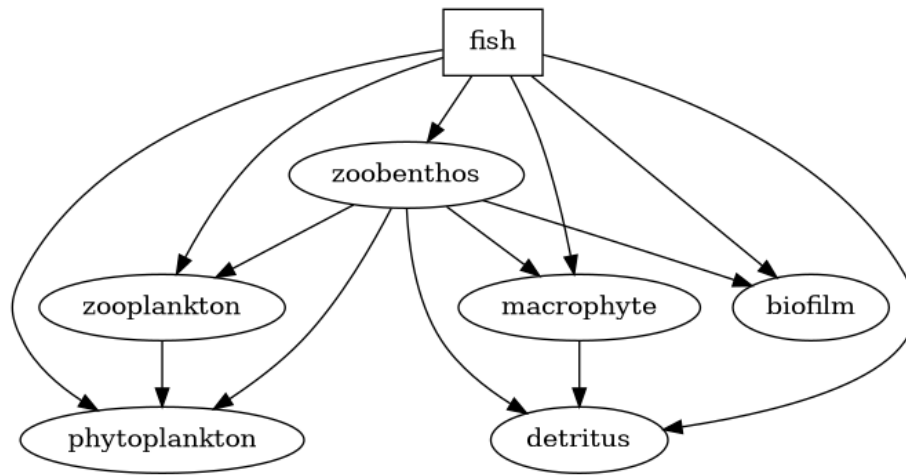 fish
zoobenthos
zooplankton
macrophyte
biofilm
phytoplankton
detritus